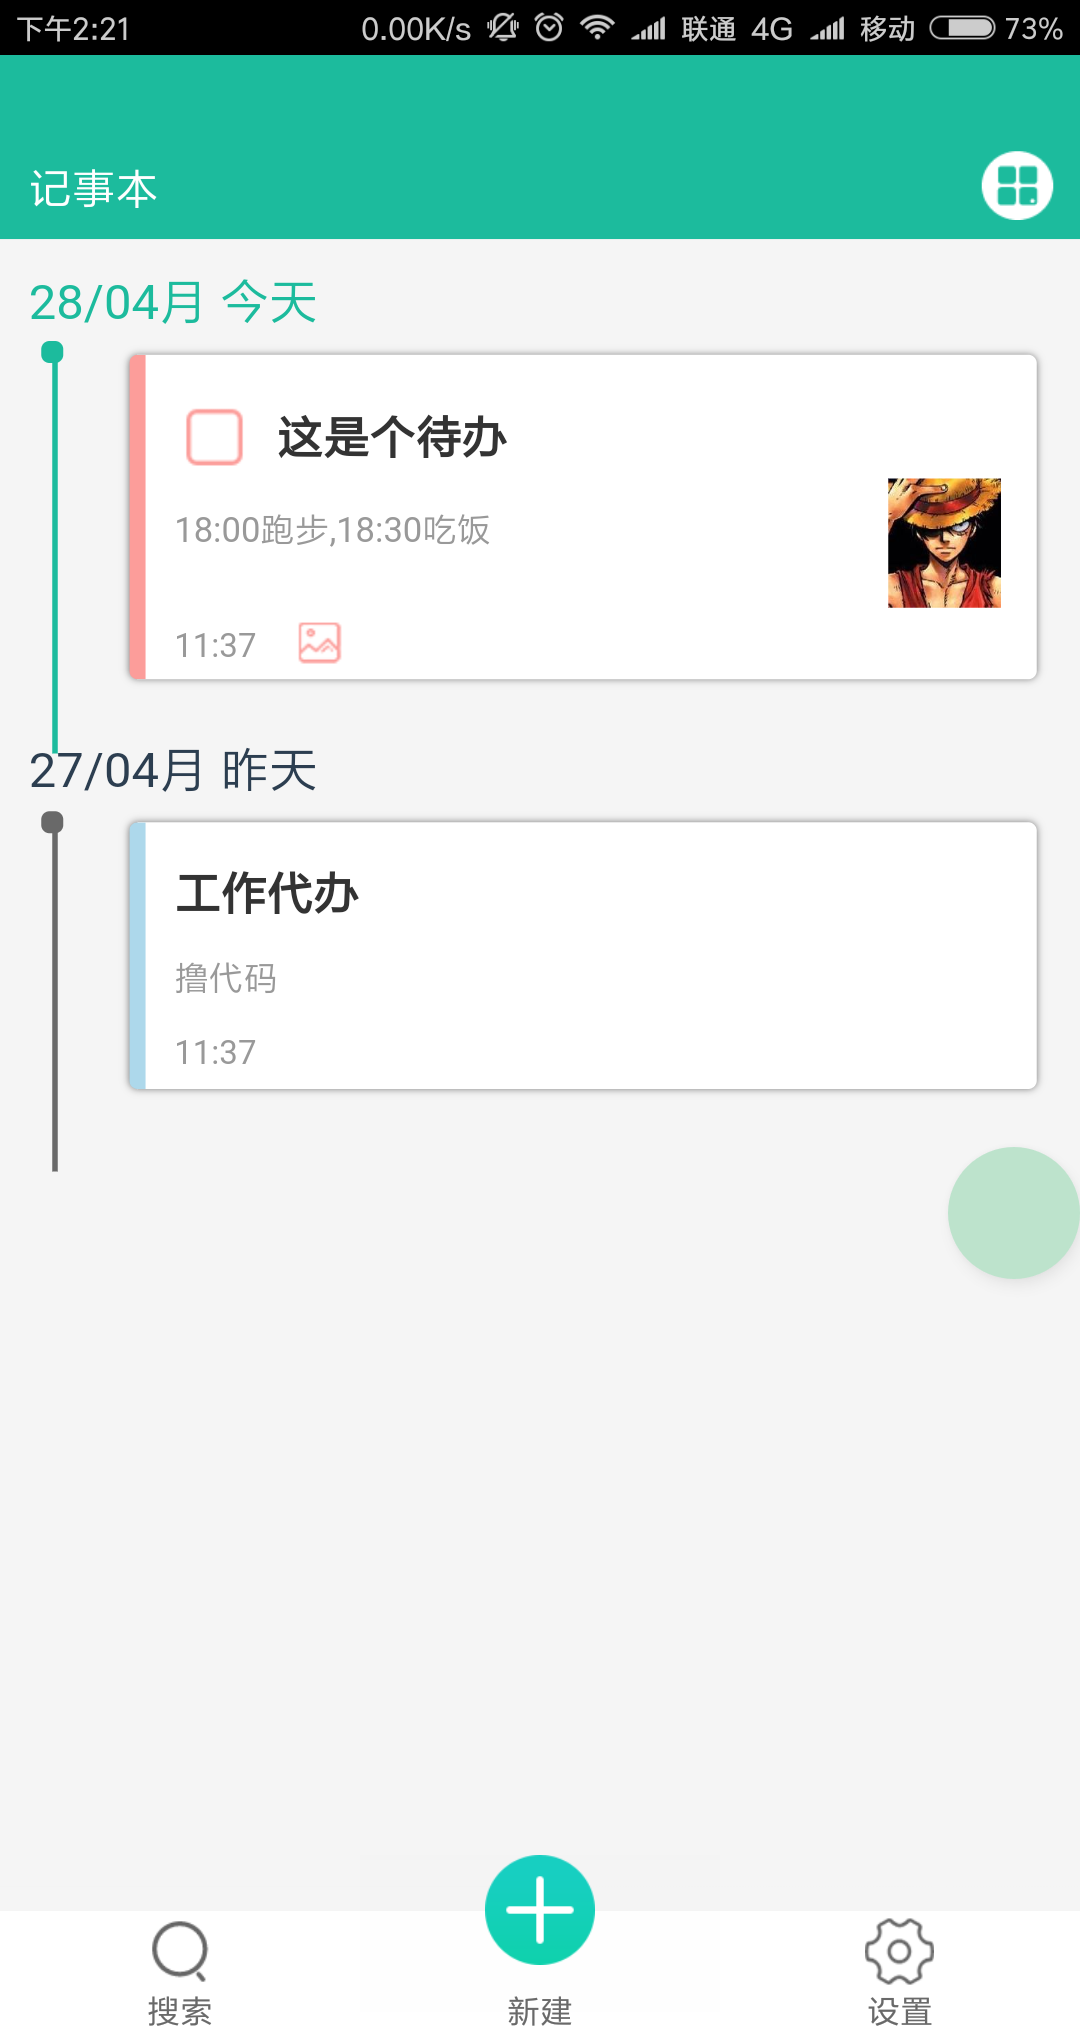 下午2:21 0.00K/s 联通 4G 移动 73%
记事本
28/04月 今天
这是个待办
18:00跑步,18:30吃饭
11:37
27/04月 昨天
工作代办
撸代码
11:37
搜索 新建 设置